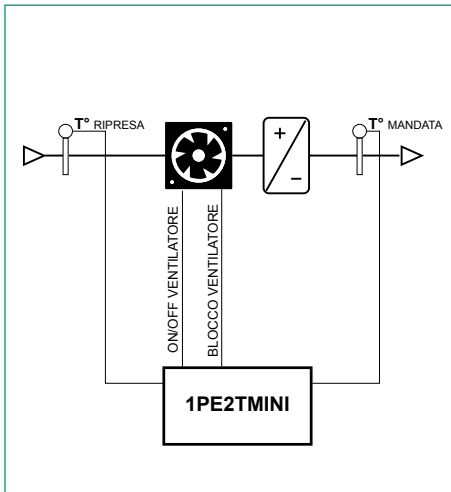 T° RIPRESA
T° MANDATA
+
−
ON/OFF VENTILATORE
BLOCCO VENTILATORE
1PE2TMINI